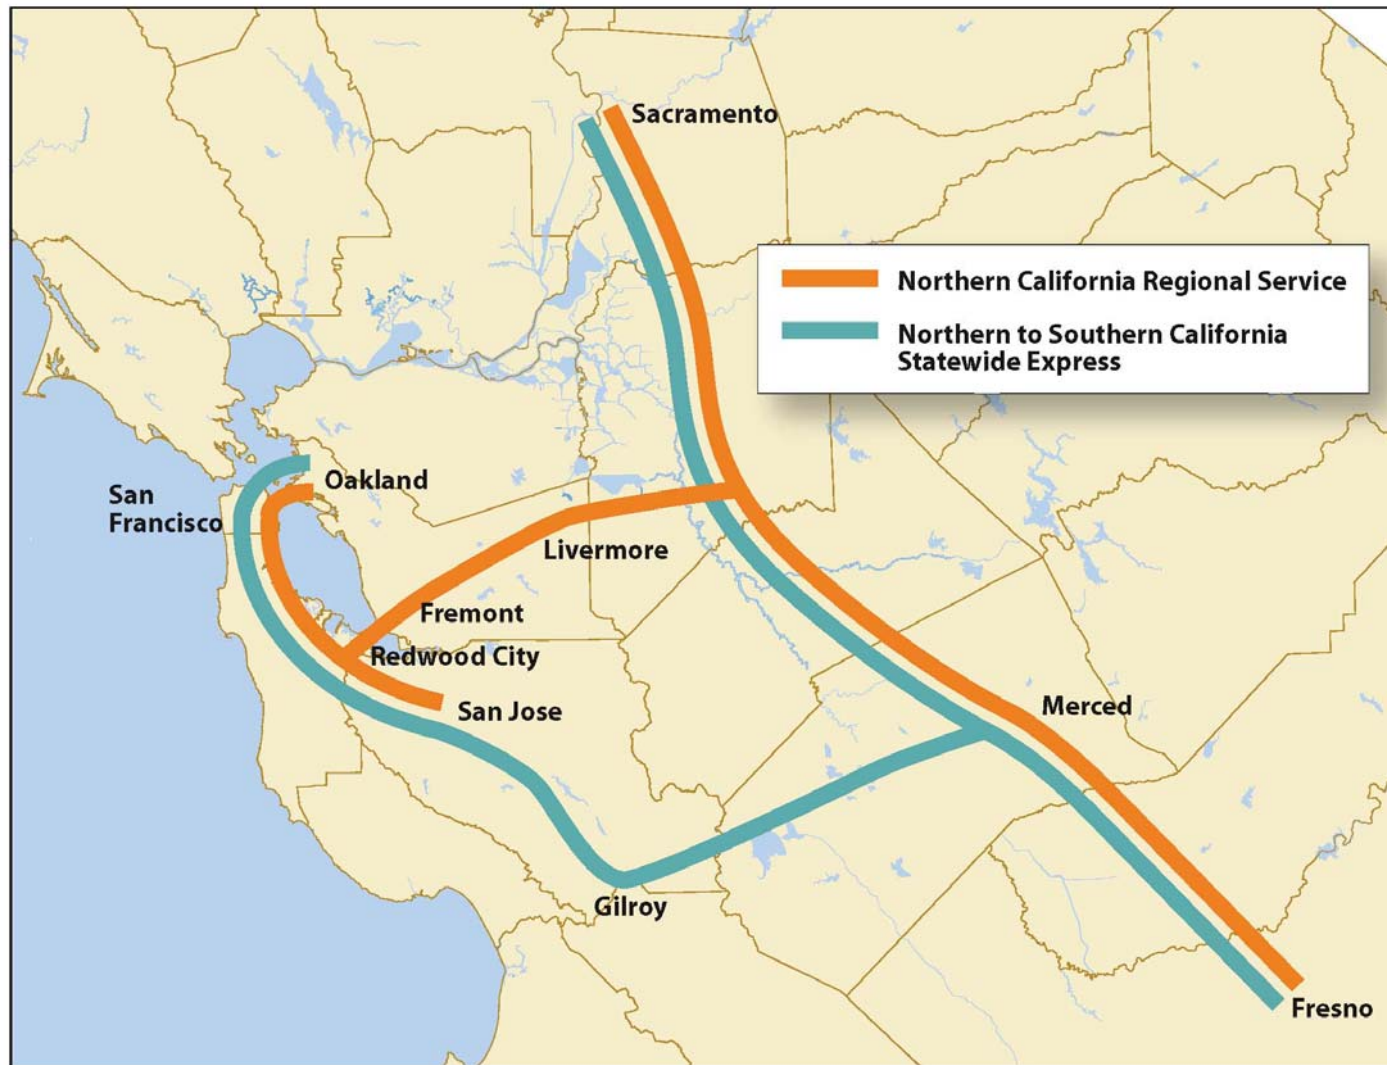 Sacramento
Northern California Regional Service
Northern to Southern California
Statewide Express
Oakland
San
Francisco
Livermore
Fremont
Redwood City
San Jose
Merced
Gilroy
Fresno